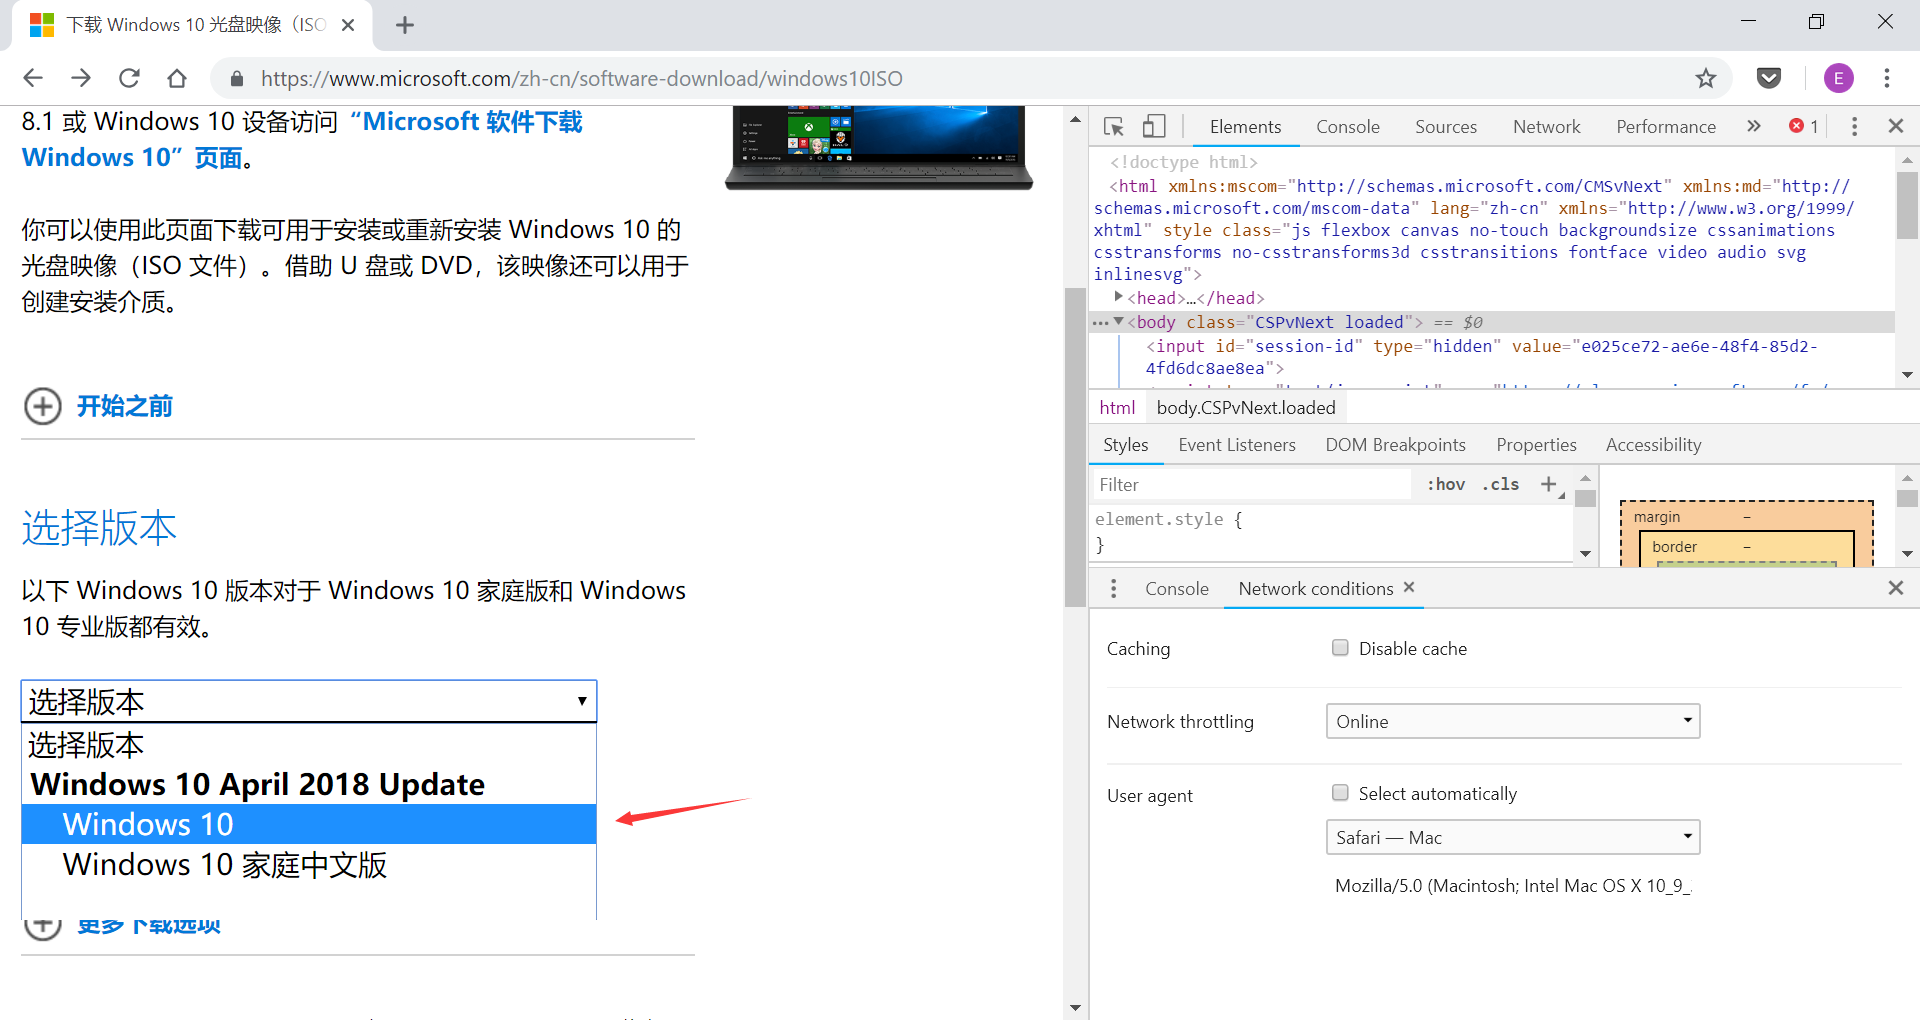 下载 Windows 10 光盘映像（ISO
https://www.microsoft.com/zh-cn/software-download/windows10ISO
E
8.1 或 Windows 10 设备访问“Microsoft 软件下载
Windows 10”页面。
你可以使用此页面下载可用于安装或重新安装 Windows 10 的
光盘映像（ISO 文件）。借助 U 盘或 DVD，该映像还可以用于
创建安装介质。
开始之前
选择版本
以下 Windows 10 版本对于 Windows 10 家庭版和 Windows
10 专业版都有效。
选择版本
选择版本
Windows 10 April 2018 Update
Windows 10
Windows 10 家庭中文版
更多下载选项
Elements Console Sources Network Performance » 1
<!doctype html>
<html xmlns:mscom="http://schemas.microsoft.com/CMSvNext" xmlns:md="http://
schemas.microsoft.com/mscom-data" lang="zh-cn" xmlns="http://www.w3.org/1999/
xhtml" style class="js flexbox canvas no-touch backgroundsize cssanimations
csstransforms no-csstransforms3d csstransitions fontface video audio svg
inlinesvg">
<head>…</head>
<body class="CSPvNext loaded"> == $0
<input id="session-id" type="hidden" value="e025ce72-ae6e-48f4-85d2-
4fd6dc8ae8ea">
html body.CSPvNext.loaded
Styles Event Listeners DOM Breakpoints Properties Accessibility
Filter :hov .cls +
element.style {
}
margin –
border –
Console Network conditions
Caching Disable cache
Network throttling Online
User agent Select automatically
Safari — Mac
Mozilla/5.0 (Macintosh; Intel Mac OS X 10_9_